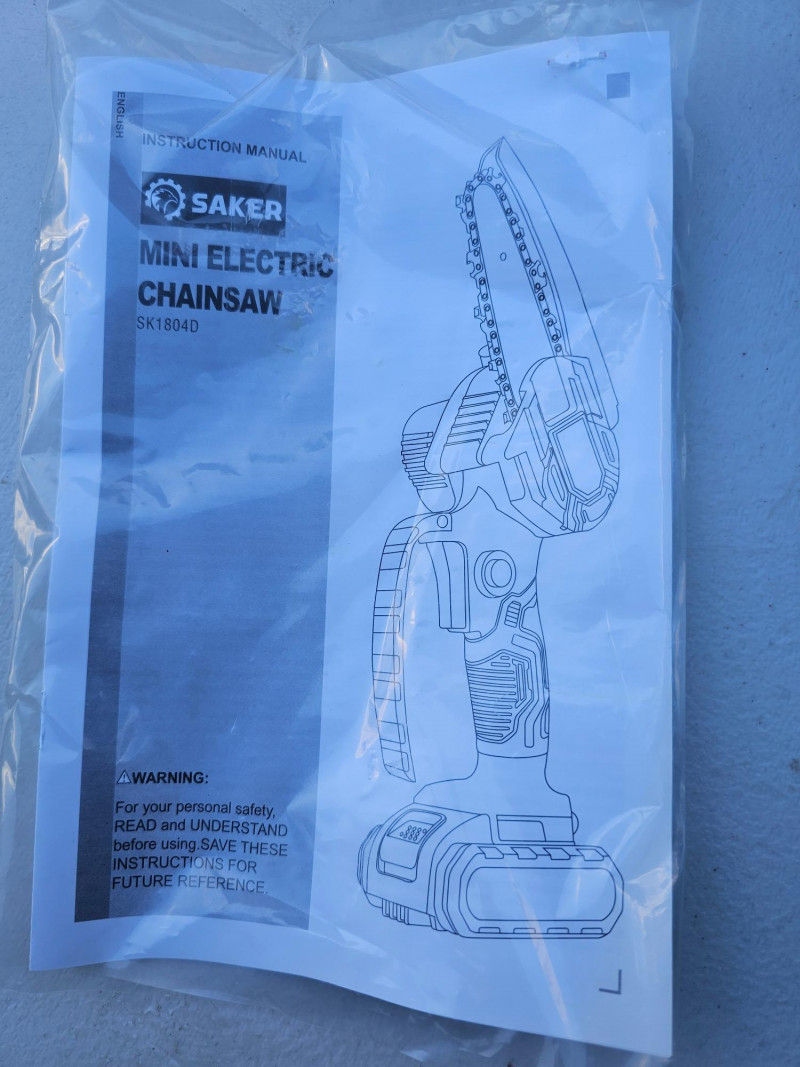 ENGLISH
INSTRUCTION MANUAL
SAKER
MINI ELECTRIC
CHAINSAW
SK1804D
WARNING:
For your personal safety,
READ and UNDERSTAND
before using.SAVE THESE
INSTRUCTIONS FOR
FUTURE REFERENCE.